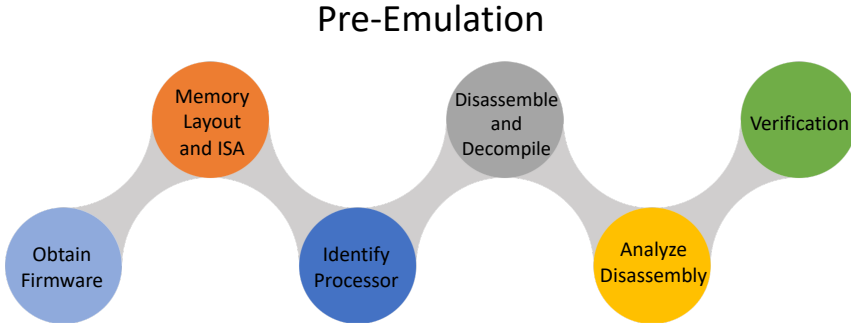 Pre-Emulation
Obtain
Firmware
Memory
Layout
and ISA
Identify
Processor
Disassemble
and
Decompile
Analyze
Disassembly
Verification